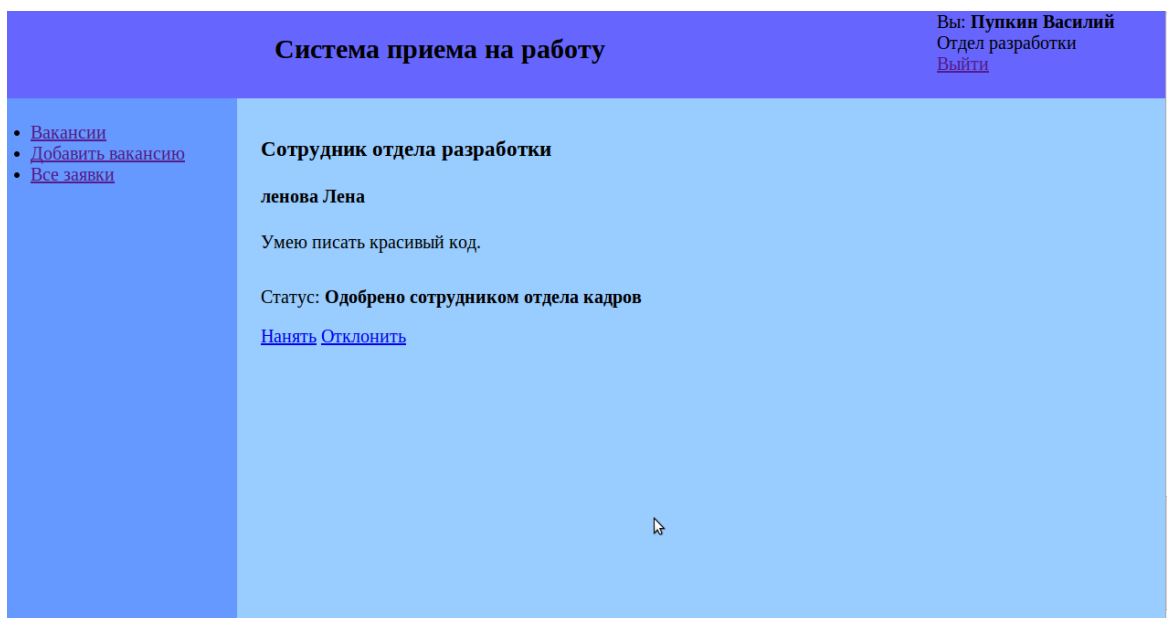 Система приема на работу
Вы: Пупкин Василий
Отдел разработки
Выйти
Вакансии
Добавить вакансию
Все заявки
Сотрудник отдела разработки
ленова Лена
Умею писать красивый код.
Статус: Одобрено сотрудником отдела кадров
Нанять Отклонить